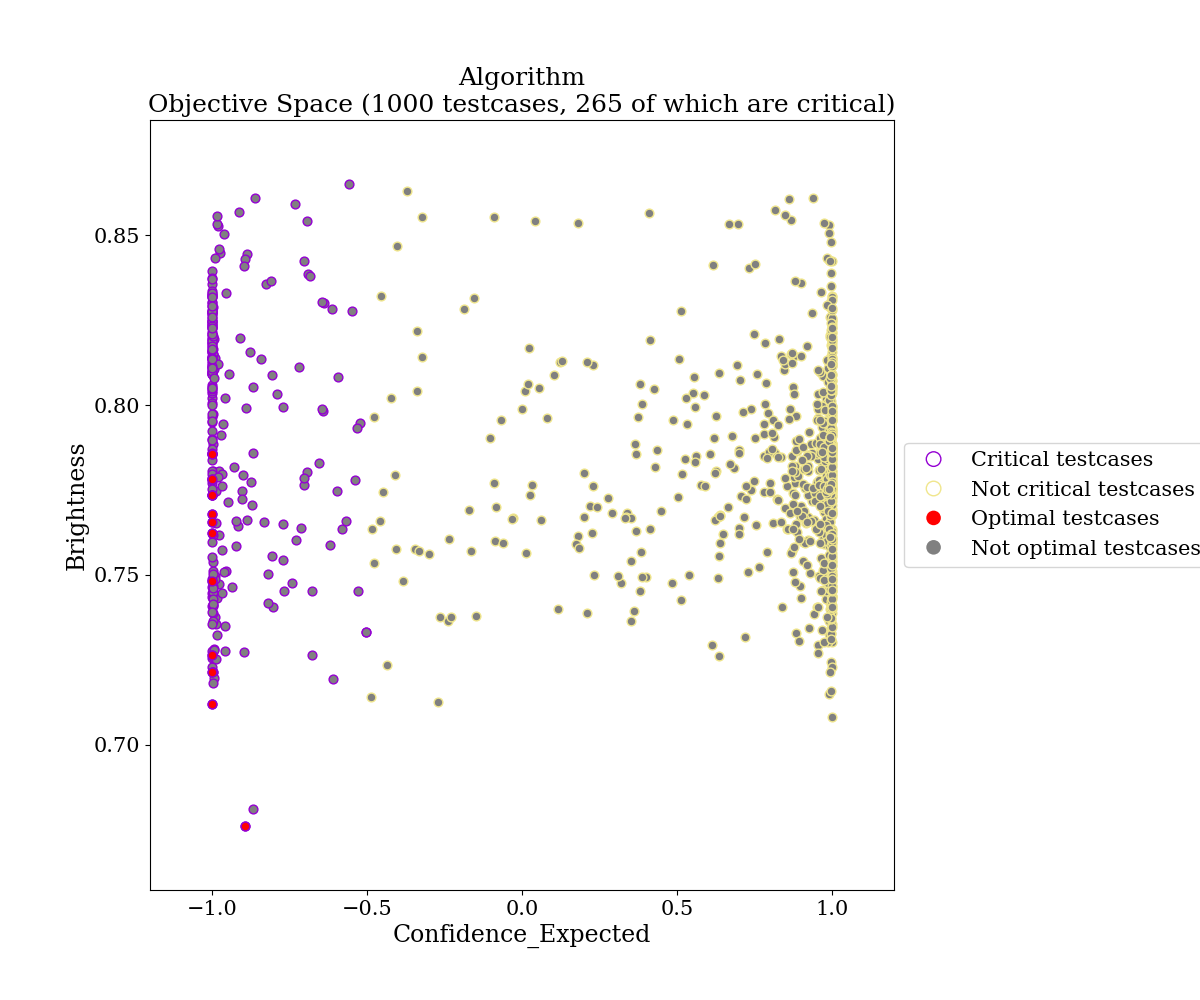 Algorithm
Objective Space (1000 testcases, 265 of which are critical)
0.85
0.80
0.75
0.70
Brightness
−1.0
−0.5
0.0
0.5
1.0
Confidence_Expected
Critical testcases
Not critical testcases
Optimal testcases
Not optimal testcases